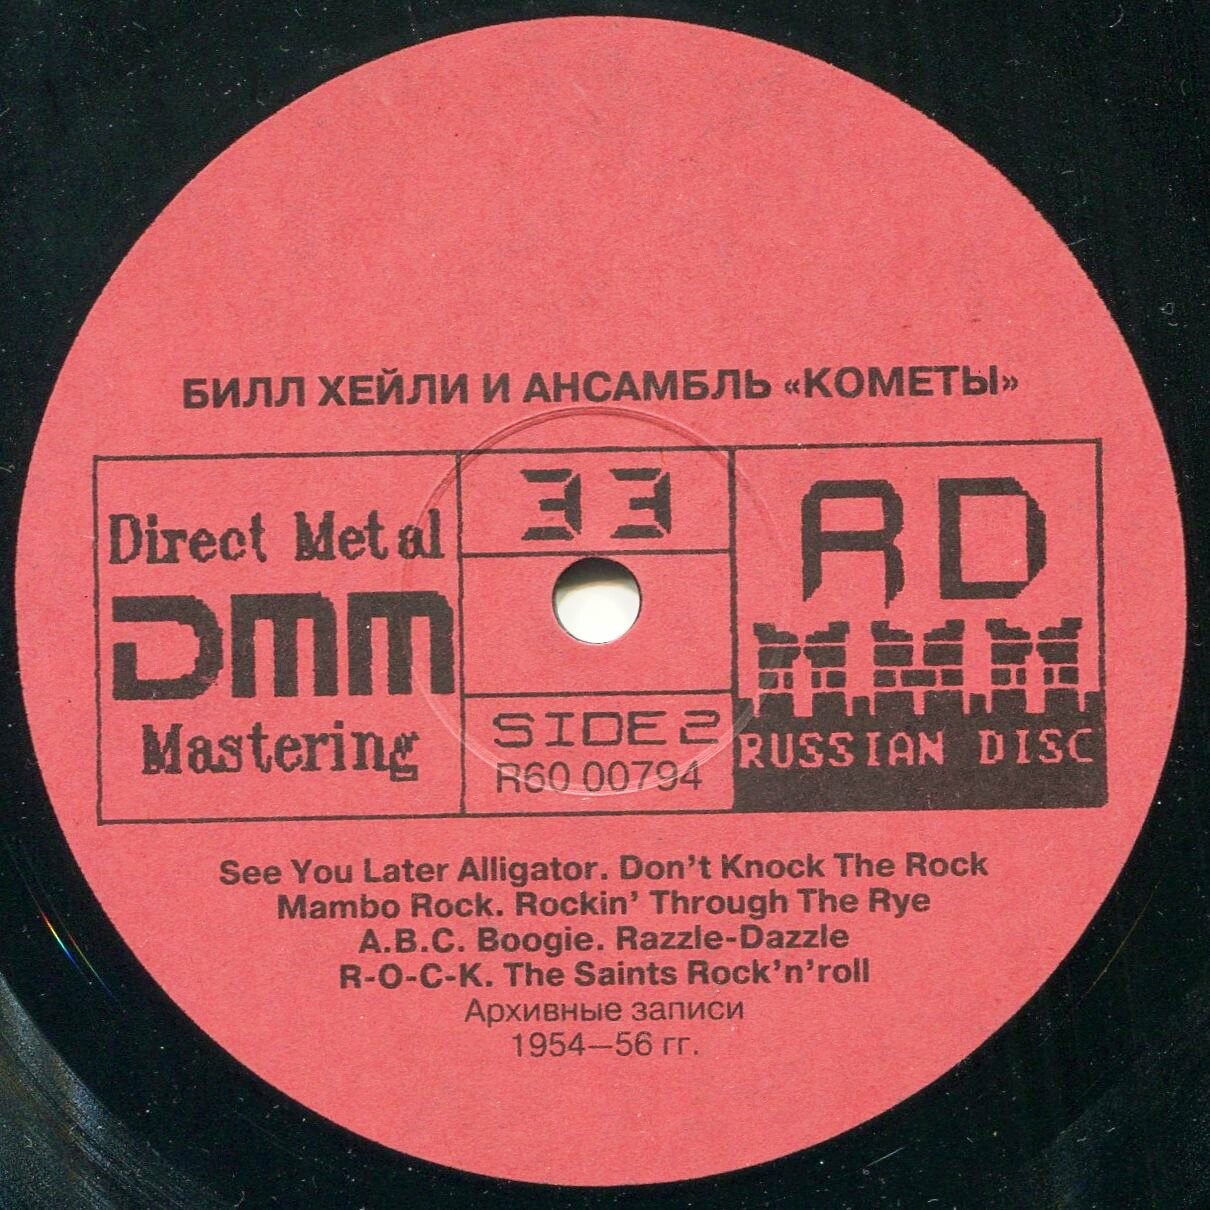 БИЛЛ ХЕЙЛИ И АНСАМБЛЬ «КОМЕТЫ»
Direct Metal
DMM
Mastering
33
SIDE 2
R60 00794
RD
RUSSIAN DISC
See You Later Alligator. Don't Knock The Rock
Mambo Rock. Rockin' Through The Rye
A.B.C. Boogie. Razzle-Dazzle
R-O-C-K. The Saints Rock'n'roll
Архивные записи
1954—56 гг.